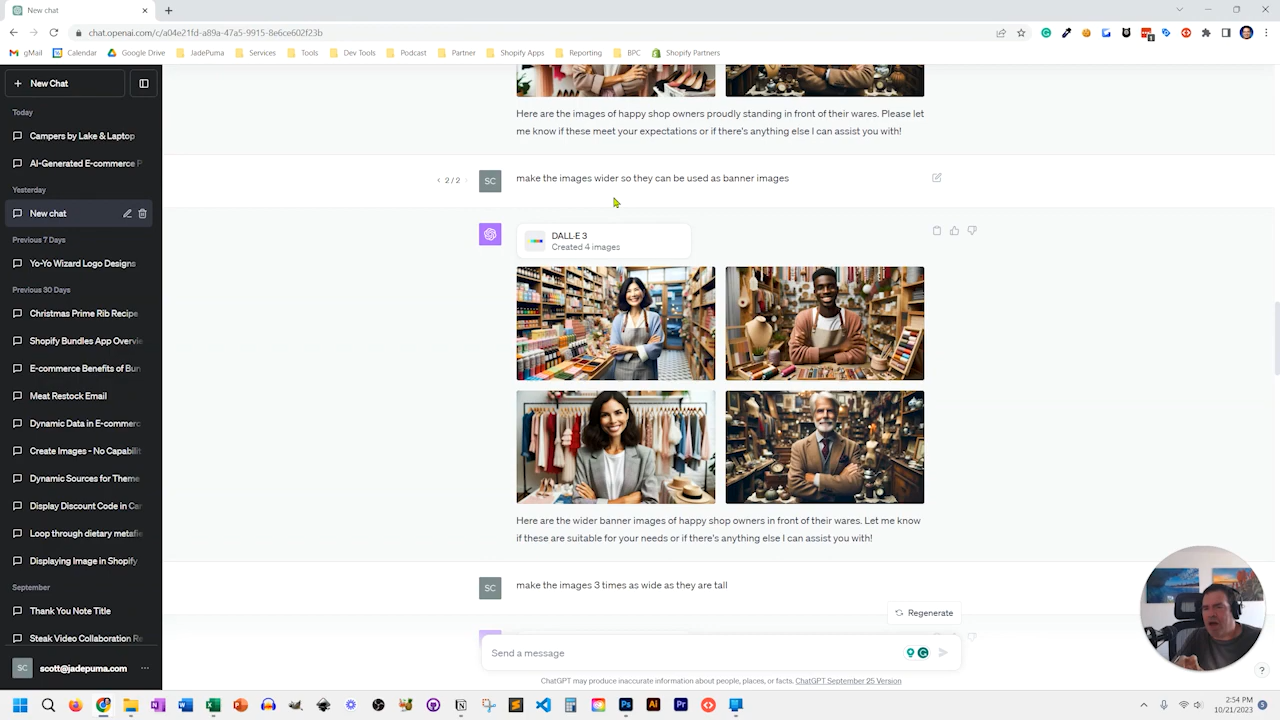 New chat
chat.openai.com/c/a04e21fd-a89a-47a5-9915-8e6ce602f23b
gMail
Calendar
Google Drive
JadePuma
Services
Tools
Dev Tools
Podcast
Partner
Shopify Apps
Reporting
BPC
Shopify Partners
New Chat
Today
Campers by Lake & Laptop
AI-Generated E-commerce P
Yesterday
New chat
Previous 7 Days
Yo-Yo Wizard Logo Designs
Previous 30 Days
Christmas Prime Rib Recipe
Shopify Bundles App Overvie
E-commerce Benefits of Bun
Meat Restock Email
Dynamic Data in E-commerc
Create Images - No Capabilit
Dynamic Sources for Theme
Display Discount Code in Car
Loop through dietary metafie
Displaying Image in Shopify
September
Thank You Note Title
Steak Video Collaboration Re
SC
scott@jadepuma.com
Here are the images of happy shop owners proudly standing in front of their wares. Please let
me know if these meet your expectations or if there's anything else I can assist you with!
2 / 2
SC
make the images wider so they can be used as banner images
DALL·E 3
Created 4 images
Here are the wider banner images of happy shop owners in front of their wares. Let me know
if these are suitable for your needs or if there's anything else I can assist you with!
SC
make the images 3 times as wide as they are tall
Regenerate
Send a message
ChatGPT may produce inaccurate information about people, places, or facts. ChatGPT September 25 Version
?
2:54 PM
10/21/2023